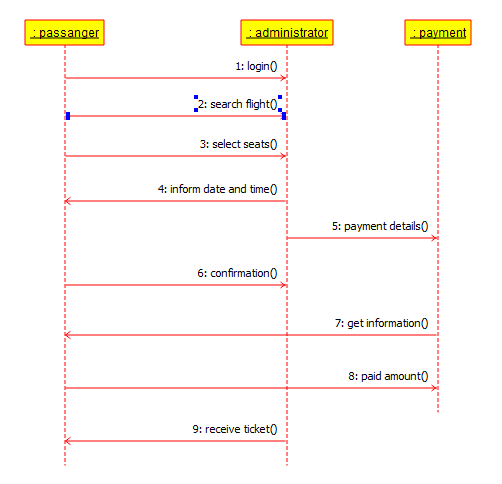 : passanger
: administrator
: payment
1: login()
2: search flight()
3: select seats()
4: inform date and time()
5: payment details()
6: confirmation()
7: get information()
8: paid amount()
9: receive ticket()